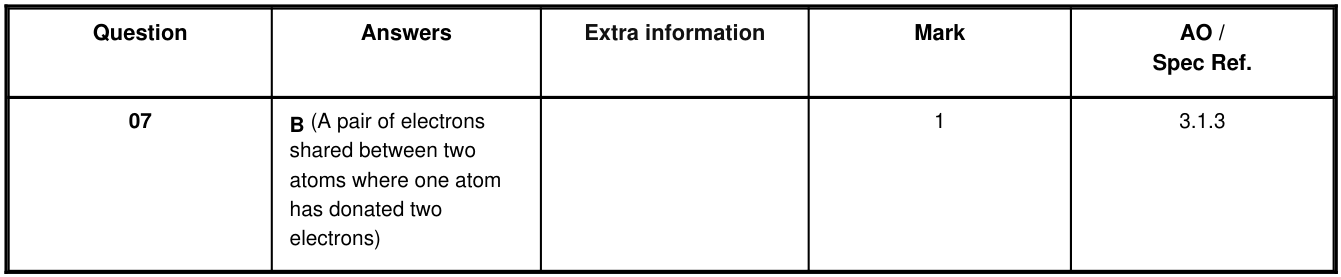 Question Answers Extra information Mark AO /
Spec Ref.
07 B (A pair of electrons 1 3.1.3
shared between two
atoms where one atom
has donated two
electrons)